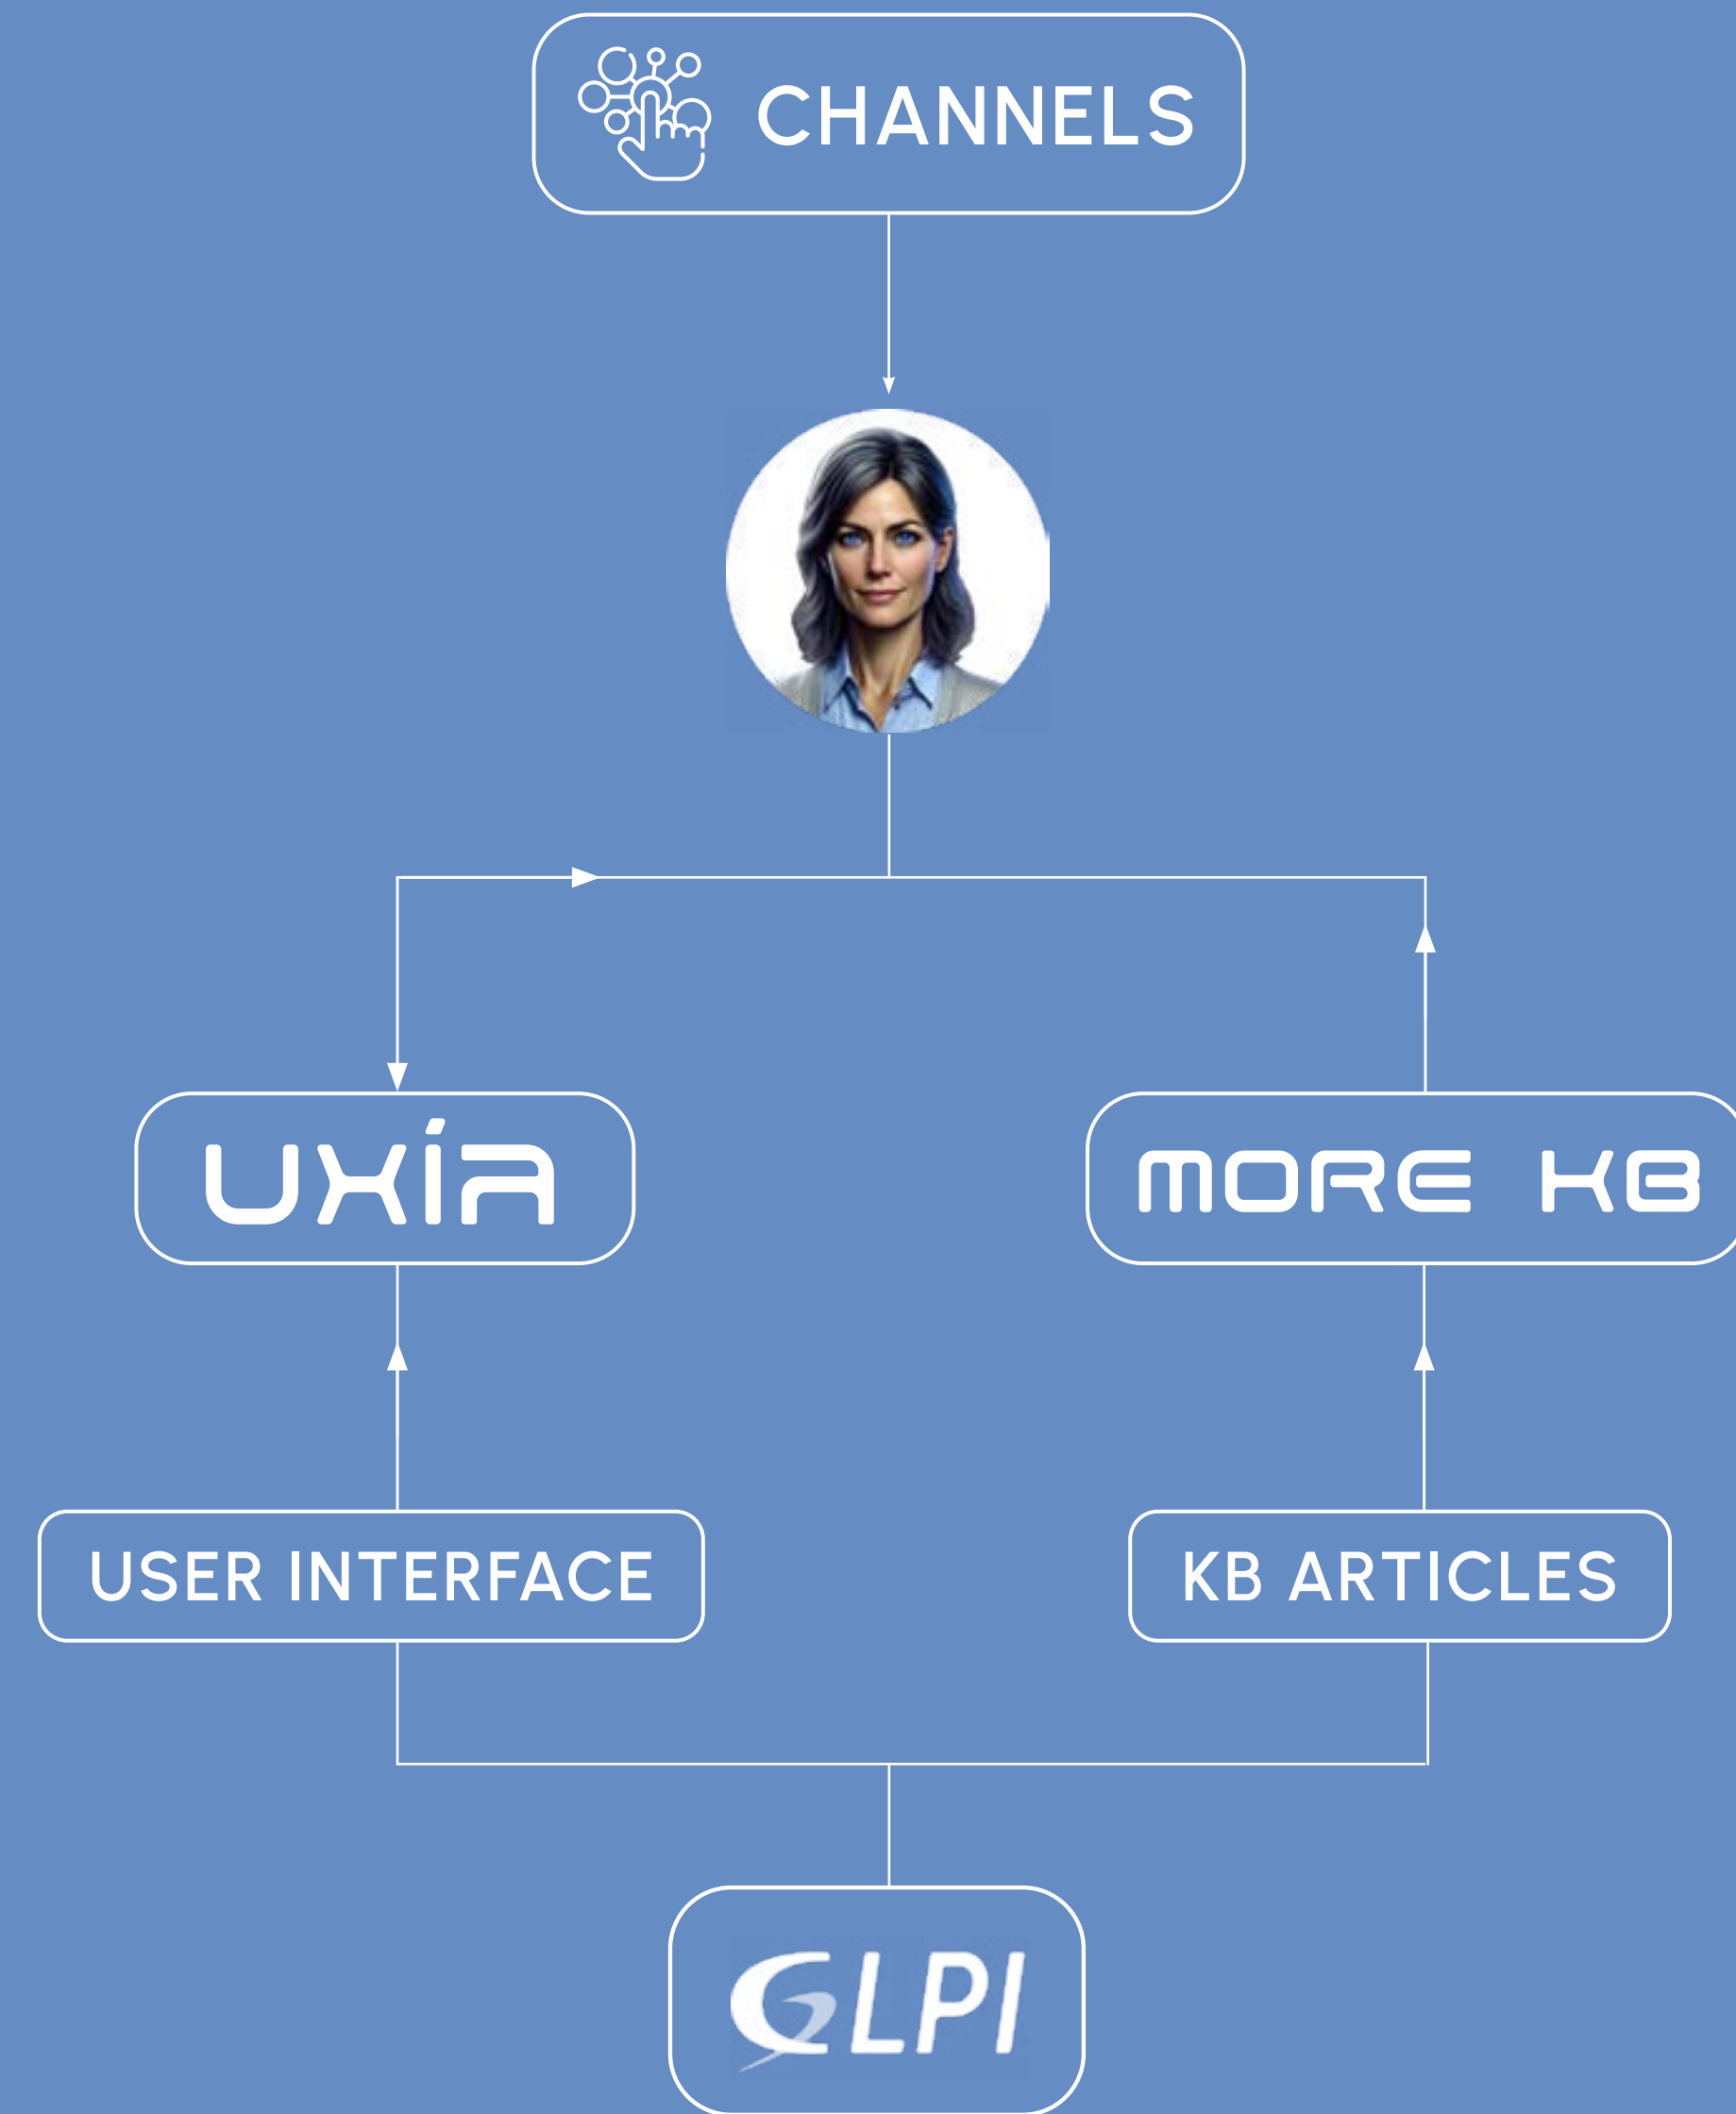 CHANNELS
UXÍA
MORE KB
USER INTERFACE
KB ARTICLES
GLPI